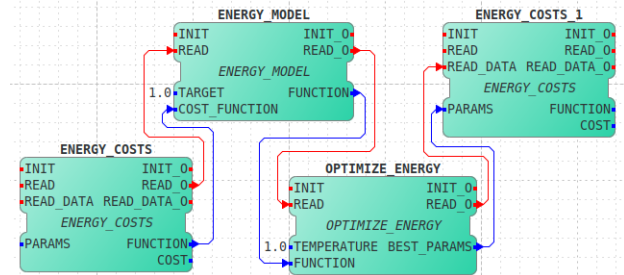 ENERGY_MODEL
INIT INIT_O
READ READ_O
ENERGY_MODEL
1.0 TARGET FUNCTION
COST_FUNCTION
ENERGY_COSTS_1
INIT INIT_O
READ READ_O
READ_DATA READ_DATA_O
ENERGY_COSTS
PARAMS FUNCTION
COST
ENERGY_COSTS
INIT INIT_O
READ READ_O
READ_DATA READ_DATA_O
ENERGY_COSTS
PARAMS FUNCTION
COST
OPTIMIZE_ENERGY
INIT INIT_O
READ READ_O
OPTIMIZE_ENERGY
1.0 TEMPERATURE BEST_PARAMS
FUNCTION